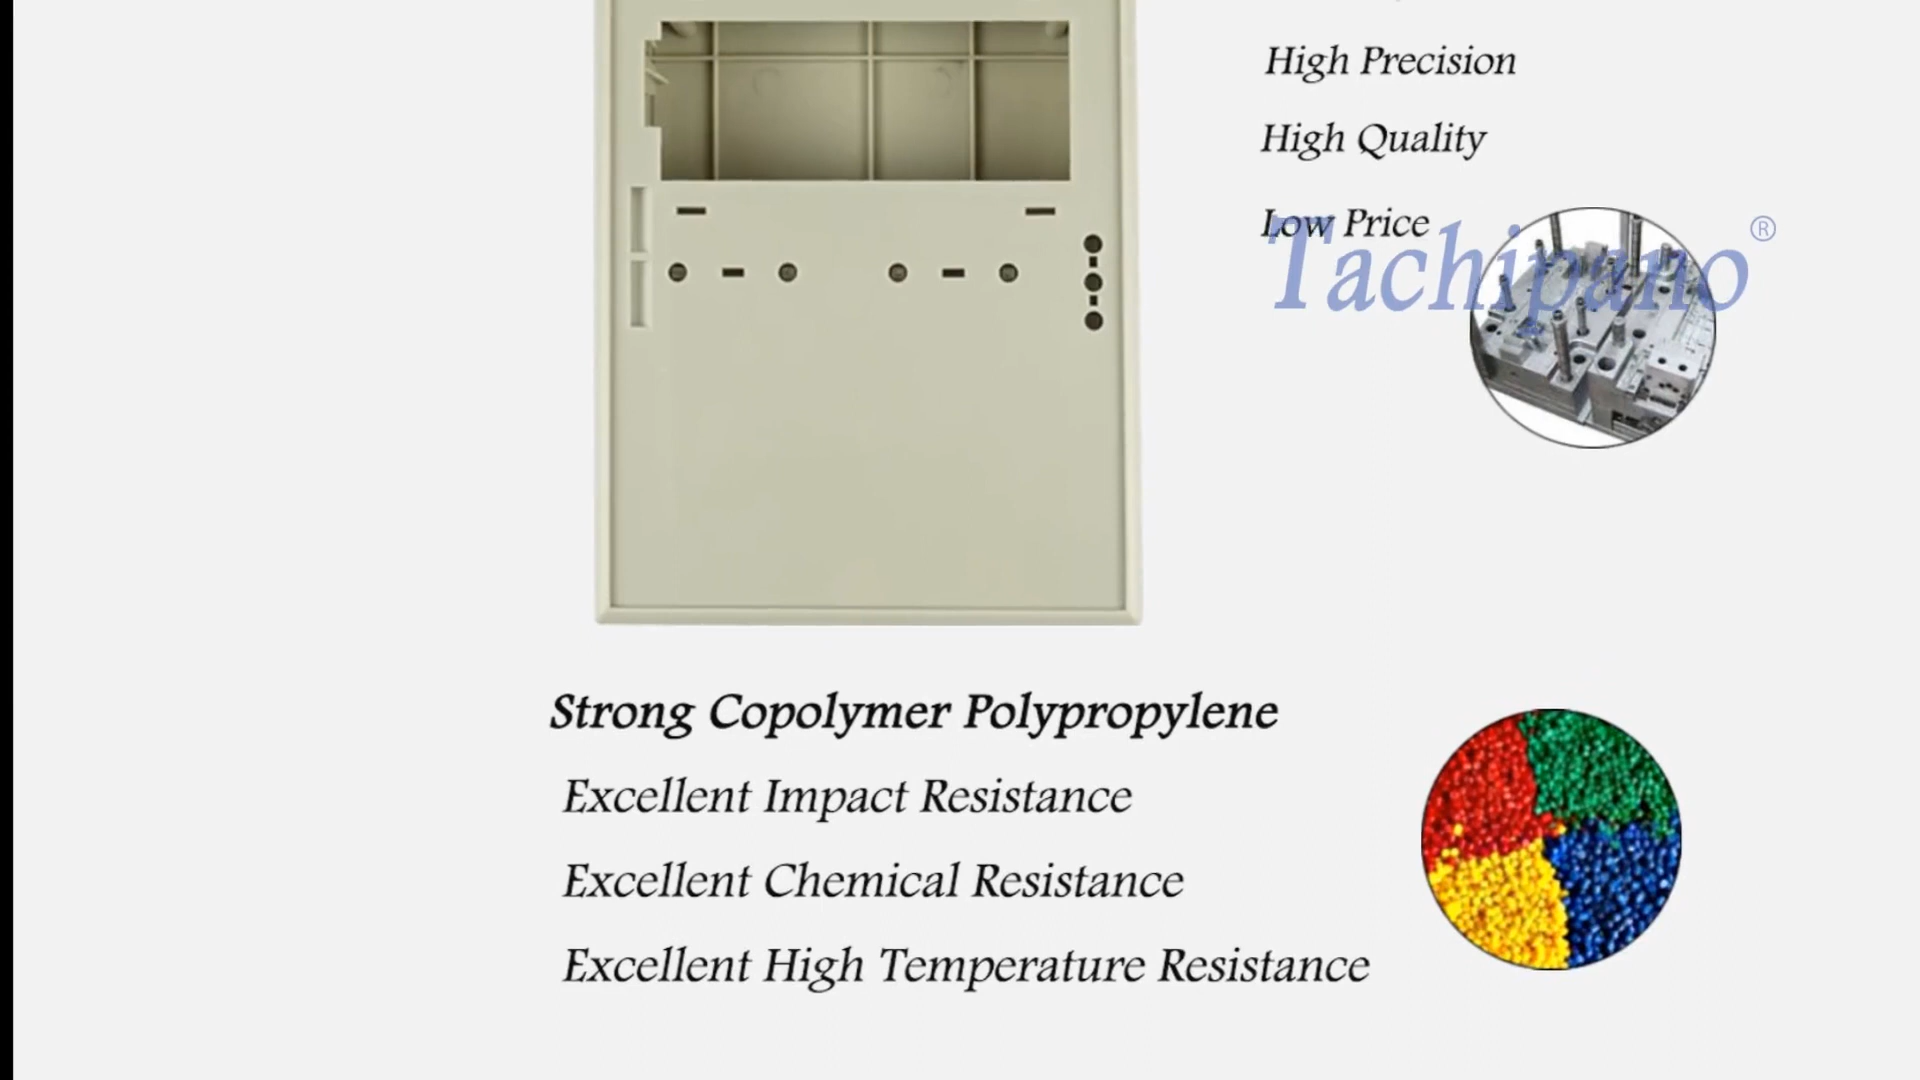 High Precision
High Quality
Low Price
Tachipano®
Strong Copolymer Polypropylene
Excellent Impact Resistance
Excellent Chemical Resistance
Excellent High Temperature Resistance